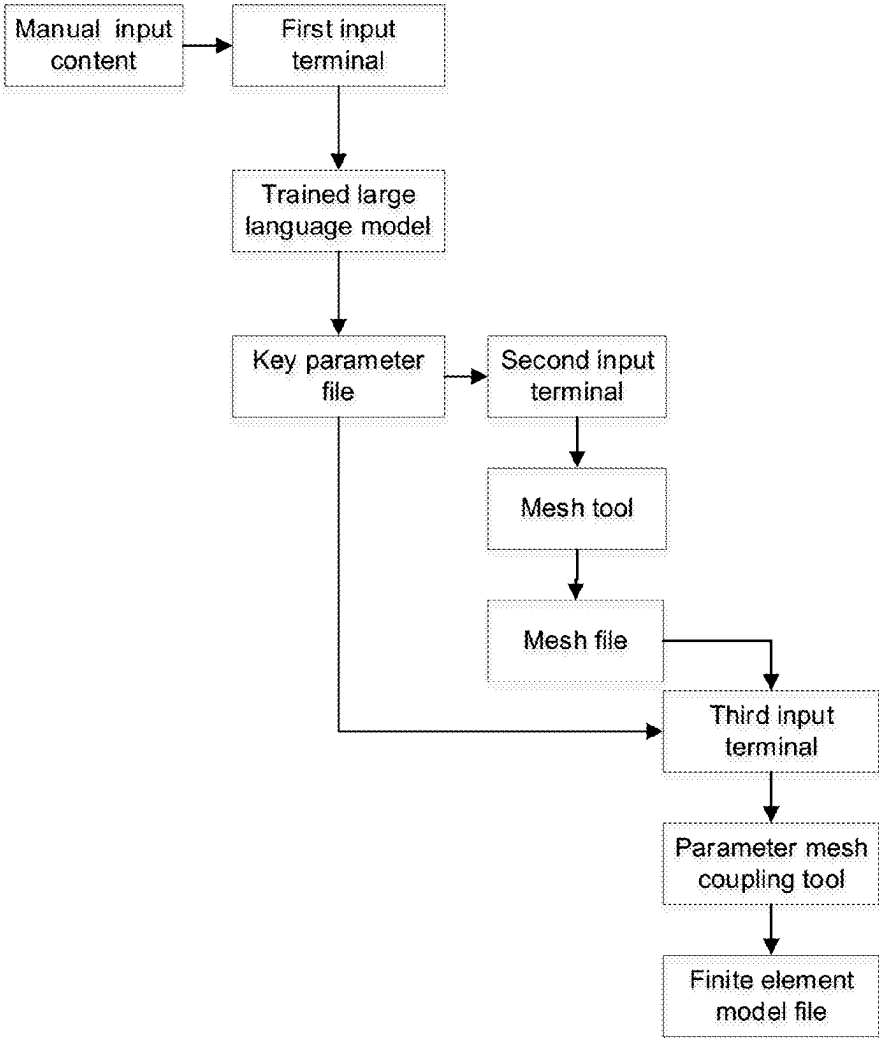 Manual input
content
First input
terminal
Trained large
language model
Key parameter
file
Second input
terminal
Mesh tool
Mesh file
Third input
terminal
Parameter mesh
coupling tool
Finite element
model file